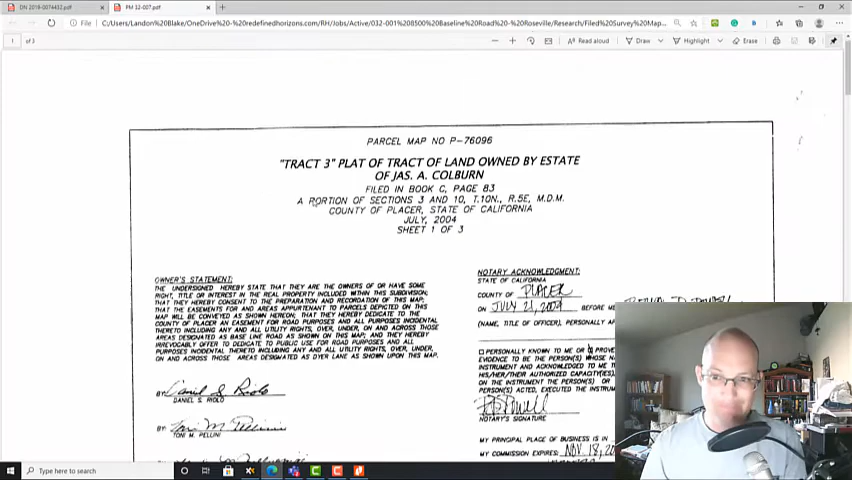 DN 2019-0074432.pdf
PM 32-007.pdf
File
C:/Users/Landon%20Blake/OneDrive%20-%20redefinedhorizons.com/RH/Jobs/Active/032-001%208500%20Baseline%20Road%20-%20Roseville/Research/Filed%20Survey%20Map...
1
of 3
Read aloud
Draw
Highlight
Erase
PARCEL MAP NO P-76096
"TRACT 3" PLAT OF TRACT OF LAND OWNED BY ESTATE
OF JAS. A. COLBURN
FILED IN BOOK C, PAGE 83
A PORTION OF SECTIONS 3 AND 10, T.10N., R.5E, M.D.M.
COUNTY OF PLACER, STATE OF CALIFORNIA
JULY, 2004
SHEET 1 OF 3
OWNER'S STATEMENT:
THE UNDERSIGNED HEREBY STATE THAT THEY ARE THE OWNERS OF OR HAVE SOME
RIGHT, TITLE OR INTEREST IN THE REAL PROPERTY INCLUDED WITHIN THIS SUBDIVISION;
THAT THEY HEREBY CONSENT TO THE PREPARATION AND RECORDATION OF THIS MAP;
THAT THE EASEMENTS FOR AND AREAS APPURTENANT TO PARCELS DEPICTED ON THIS
MAP WILL BE CONVEYED AS SHOWN HEREON; THAT THEY HEREBY DEDICATE TO THE
COUNTY OF PLACER AN EASEMENT FOR ROAD PURPOSES AND ALL PURPOSES INCIDENTAL
THERETO INCLUDING ANY AND ALL UTILITY RIGHTS, OVER, UNDER, ON AND ACROSS THOSE
AREAS DESIGNATED AS BASE LINE ROAD AS SHOWN ON THIS MAP; AND THEY HEREBY
IRREVOCABLY OFFER TO DEDICATE TO PUBLIC USE FOR ROAD PURPOSES AND ALL
PURPOSES INCIDENTAL THERETO INCLUDING ANY AND ALL UTILITY RIGHTS, OVER, UNDER,
ON AND ACROSS THOSE AREAS DESIGNATED AS DYER LANE AS SHOWN UPON THIS MAP.
BY: Daniel S Riolo
DANIEL S. RIOLO
BY:
TONI M. PELLINI
NOTARY ACKNOWLEDGMENT:
STATE OF CALIFORNIA
COUNTY OF PLACER
ON JULY 21, 2004 BEFORE ME
(NAME, TITLE OF OFFICER), PERSONALLY AP
PERSONALLY KNOWN TO ME OR PROVE
EVIDENCE TO BE THE PERSON(S) WHOSE N
INSTRUMENT AND ACKNOWLEDGED TO ME T
HIS/HER/THEIR AUTHORIZED CAPACITY(IES)
ON THE INSTRUMENT THE PERSON(S) OR
PERSON(S) ACTED, EXECUTED THE INSTRUM
NOTARY'S SIGNATURE
MY PRINCIPAL PLACE OF BUSINESS IS IN
MY COMMISSION EXPIRES: NOV. 18, 20
Type here to search